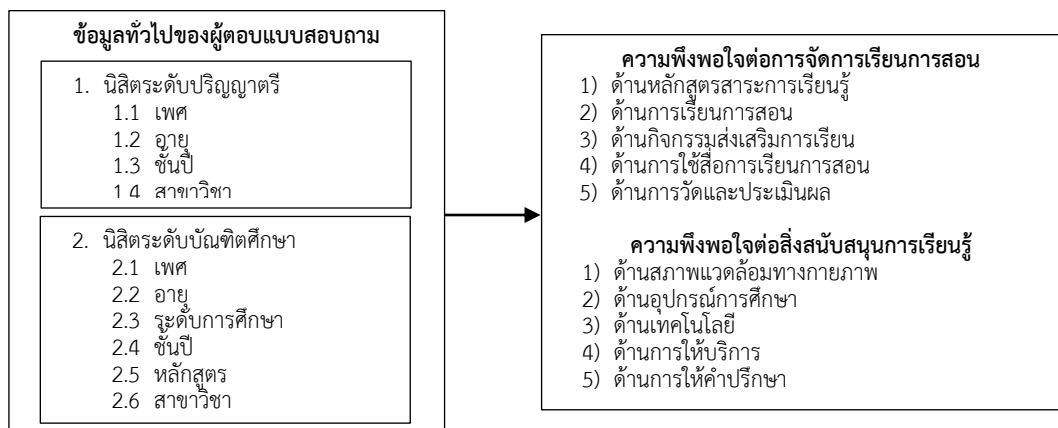 ข้อมูลทั่วไปของผู้ตอบแบบสอบถาม
1. นิสิตระดับปริญญาตรี
1.1 เพศ
1.2 อายุ
1.3 ชั้นปี
1.4 สาขาวิชา
2. นิสิตระดับบัณฑิตศึกษา
2.1 เพศ
2.2 อายุ
2.3 ระดับการศึกษา
2.4 ชั้นปี
2.5 หลักสูตร
2.6 สาขาวิชา
ความพึงพอใจต่อการจัดการเรียนการสอน
1) ด้านหลักสูตรสาระการเรียนรู้
2) ด้านการเรียนการสอน
3) ด้านกิจกรรมส่งเสริมการเรียน
4) ด้านการใช้สื่อการเรียนการสอน
5) ด้านการวัดและประเมินผล
ความพึงพอใจต่อสิ่งสนับสนุนการเรียนรู้
1) ด้านสภาพแวดล้อมทางกายภาพ
2) ด้านอุปกรณ์การศึกษา
3) ด้านเทคโนโลยี
4) ด้านการให้บริการ
5) ด้านการให้คำปรึกษา